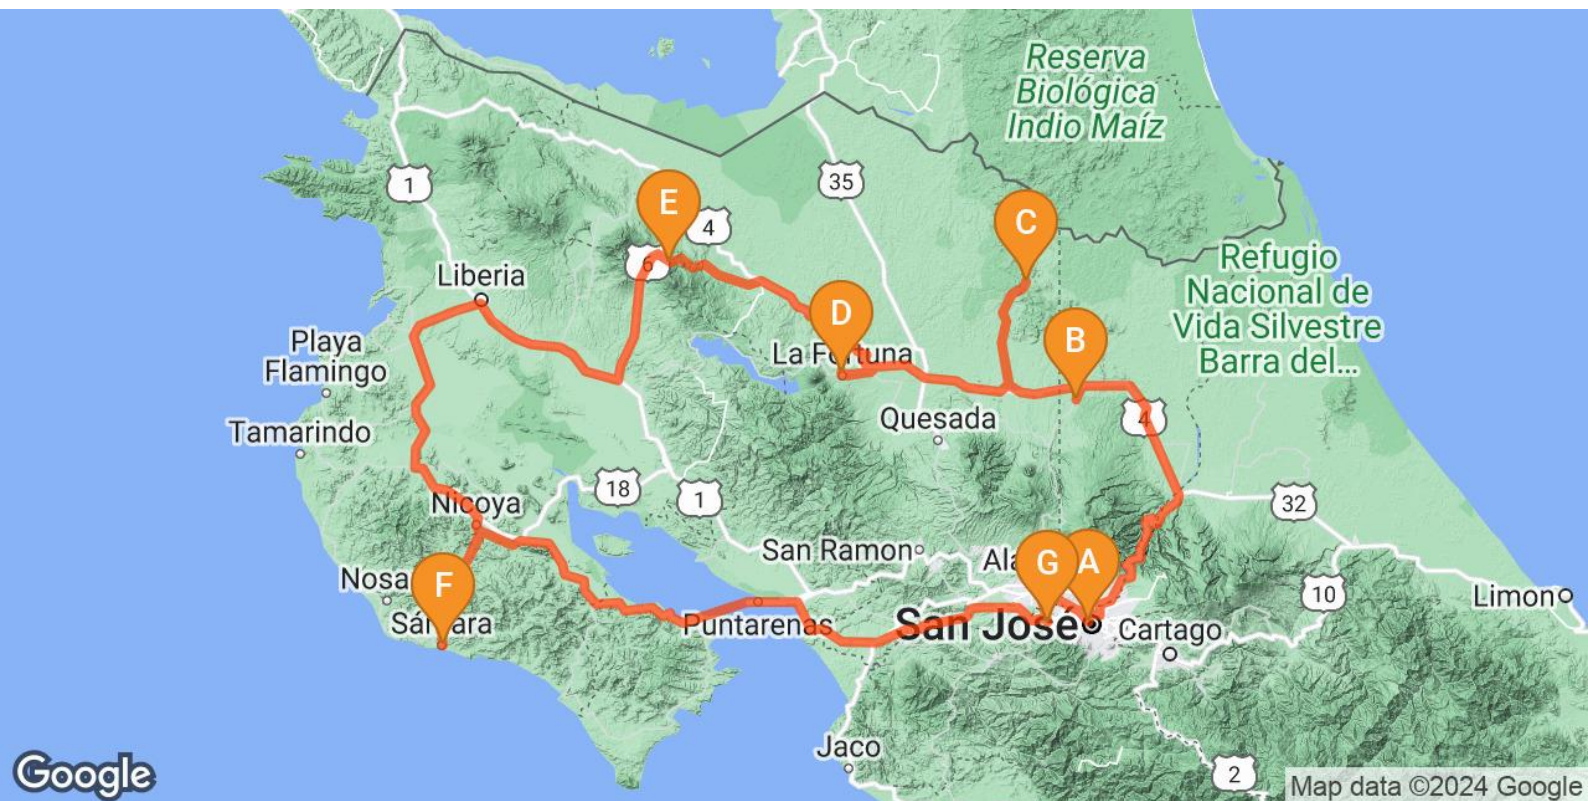 Reserva
Biológica
Indio Maíz
1
35
E
4
C
6
Liberia
Refugio
Nacional de
Vida Silvestre
Barra del...
D
B
Playa
Flamingo
La Fortuna
Tamarindo
Quesada
4
18
1
Nicoya
32
San Ramon
Ala
G
A
F
Nosa
Sámara
10
Limon
Puntarenas
San José
Cartago
Jaco
2
Google
Map data ©2024 Google